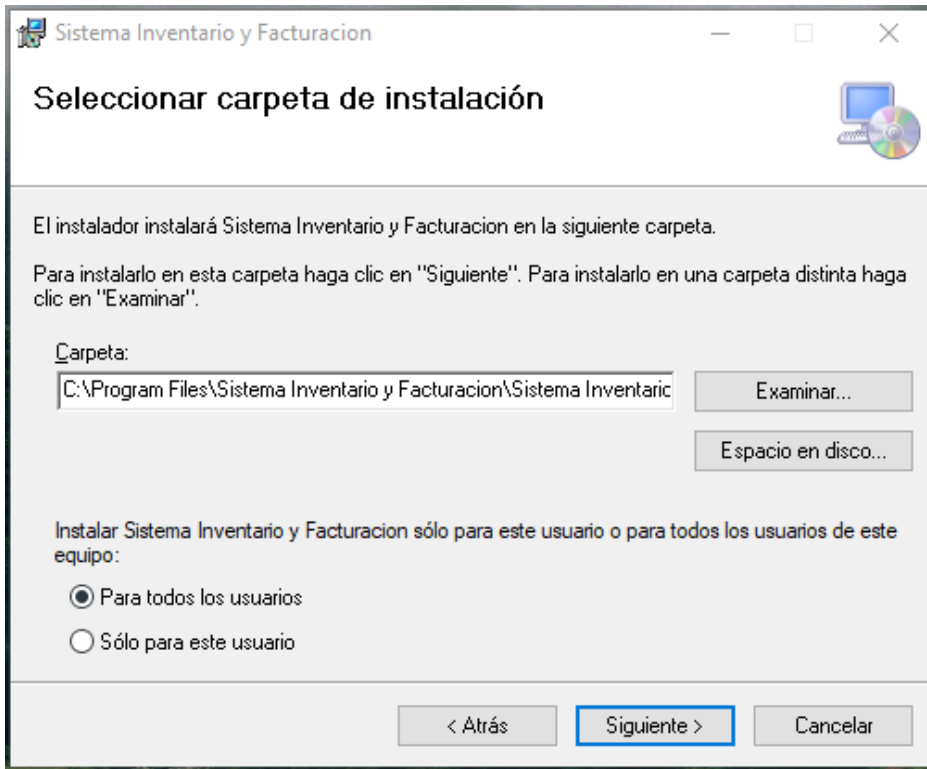 Sistema Inventario y Facturacion
Seleccionar carpeta de instalación
El instalador instalará Sistema Inventario y Facturacion en la siguiente carpeta.
Para instalarlo en esta carpeta haga clic en "Siguiente". Para instalarlo en una carpeta distinta haga
clic en "Examinar".
Carpeta:
C:\Program Files\Sistema Inventario y Facturacion\Sistema Inventaric
Examinar...
Espacio en disco...
Instalar Sistema Inventario y Facturacion sólo para este usuario o para todos los usuarios de este
equipo:
Para todos los usuarios
Sólo para este usuario
< Atrás
Siguiente >
Cancelar